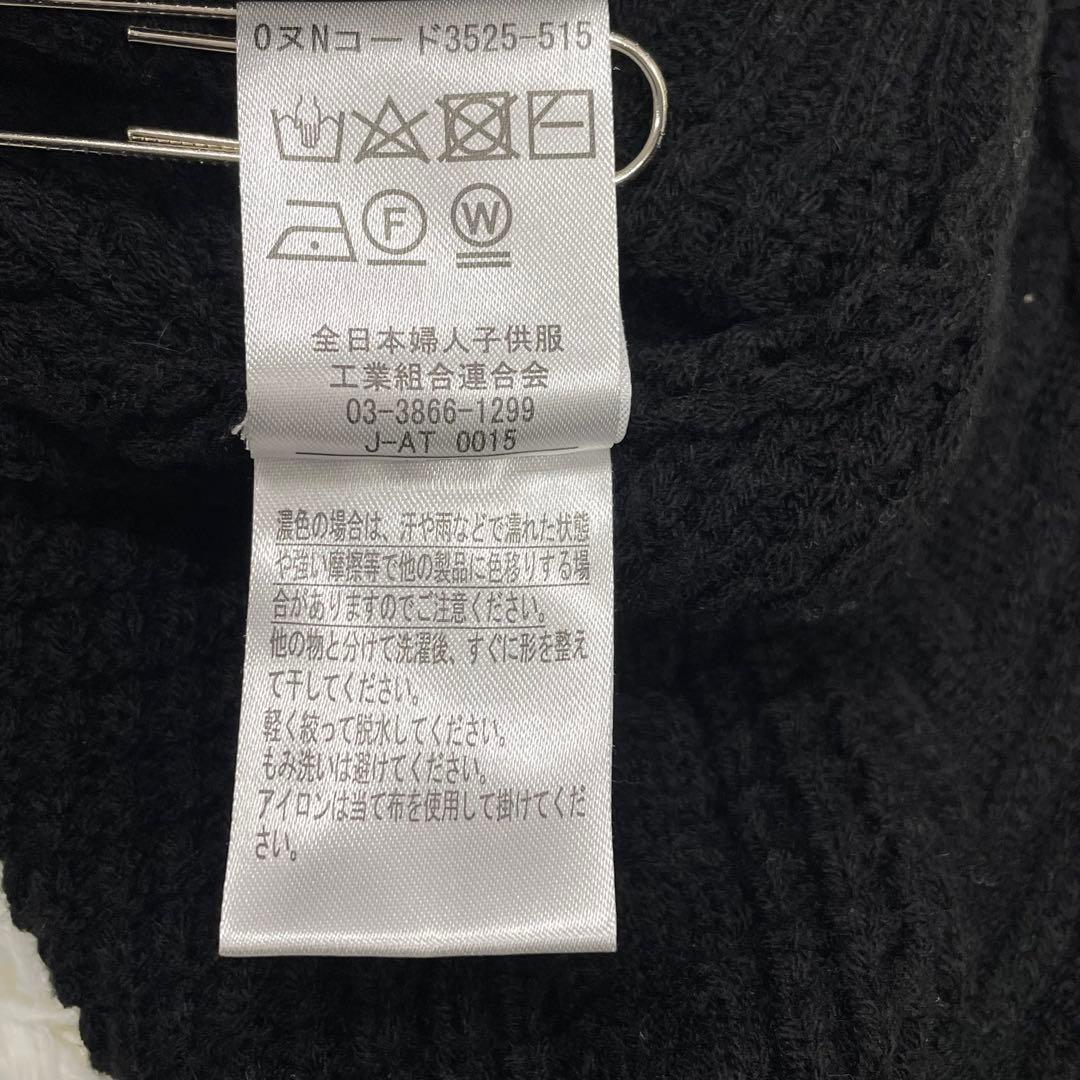 0ヌNコード3525-515
F W
全日本婦人子供服
工業組合連合会
03-3866-1299
J-AT 0015
濃色の場合は、汗や雨などで濡れた状態
や強い摩擦等で他の製品に色移りする場
合がありますのでご注意ください。
他の物と分けて洗濯後、すぐに形を整え
て干してください。
軽く絞って脱水してください。
もみ洗いは避けてください。
アイロンは当て布を使用して掛けてくだ
さい。